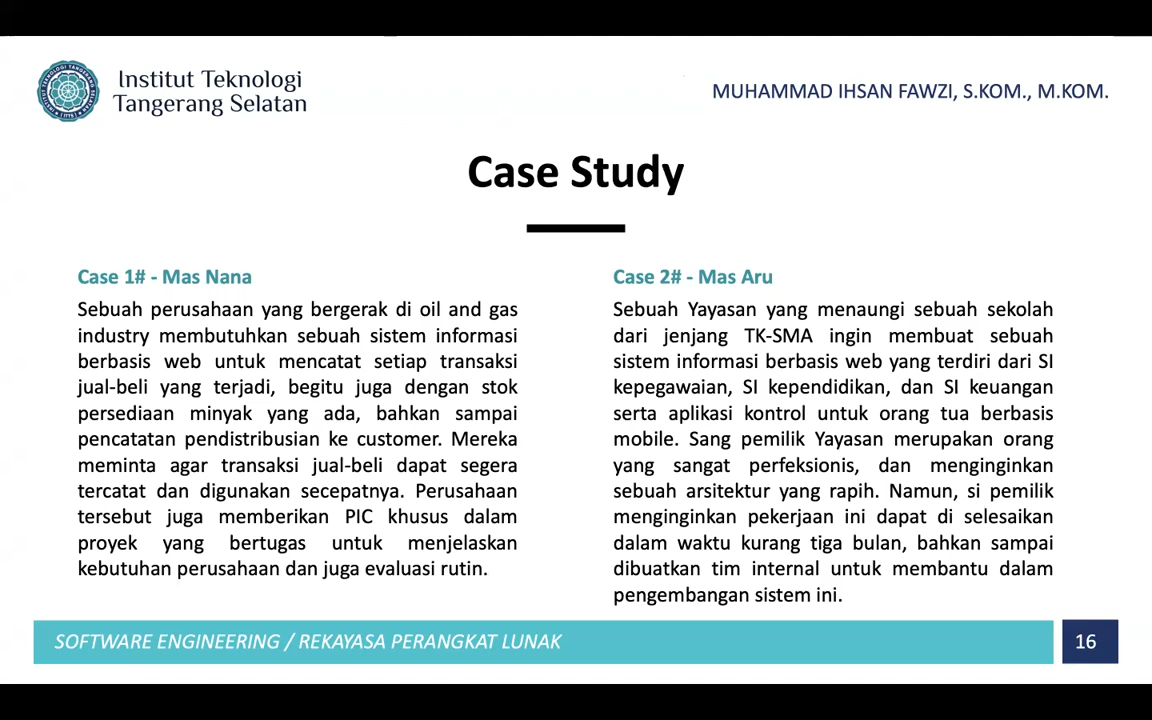 Institut Teknologi
Tangerang Selatan
MUHAMMAD IHSAN FAWZI, S.KOM., M.KOM.
Case Study
Case 1# - Mas Nana
Sebuah perusahaan yang bergerak di oil and gas
industry membutuhkan sebuah sistem informasi
berbasis web untuk mencatat setiap transaksi
jual-beli yang terjadi, begitu juga dengan stok
persediaan minyak yang ada, bahkan sampai
pencatatan pendistribusian ke customer. Mereka
meminta agar transaksi jual-beli dapat segera
tercatat dan digunakan secepatnya. Perusahaan
tersebut juga memberikan PIC khusus dalam
proyek yang bertugas untuk menjelaskan
kebutuhan perusahaan dan juga evaluasi rutin.
Case 2# - Mas Aru
Sebuah Yayasan yang menaungi sebuah sekolah
dari jenjang TK-SMA ingin membuat sebuah
sistem informasi berbasis web yang terdiri dari SI
kepegawaian, SI kependidikan, dan SI keuangan
serta aplikasi kontrol untuk orang tua berbasis
mobile. Sang pemilik Yayasan merupakan orang
yang sangat perfeksionis, dan menginginkan
sebuah arsitektur yang rapih. Namun, si pemilik
menginginkan pekerjaan ini dapat di selesaikan
dalam waktu kurang tiga bulan, bahkan sampai
dibuatkan tim internal untuk membantu dalam
pengembangan sistem ini.
SOFTWARE ENGINEERING / REKAYASA PERANGKAT LUNAK
16